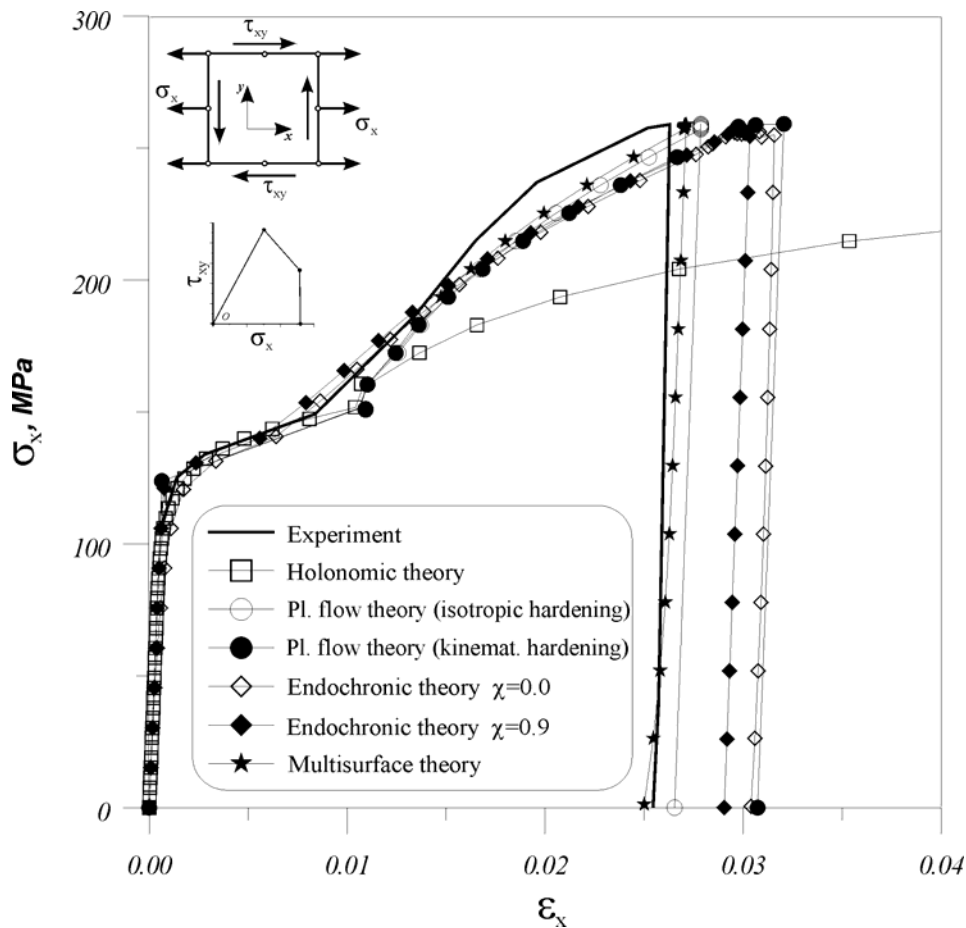 300
τxy
σx
y
x
σx
τxy
τxy
o
σx
200
σx, MPa
100
Experiment
Holonomic theory
Pl. flow theory (isotropic hardening)
Pl. flow theory (kinemat. hardening)
Endochronic theory χ=0.0
Endochronic theory χ=0.9
Multisurface theory
0
0.00 0.01 0.02 0.03 0.04
εx